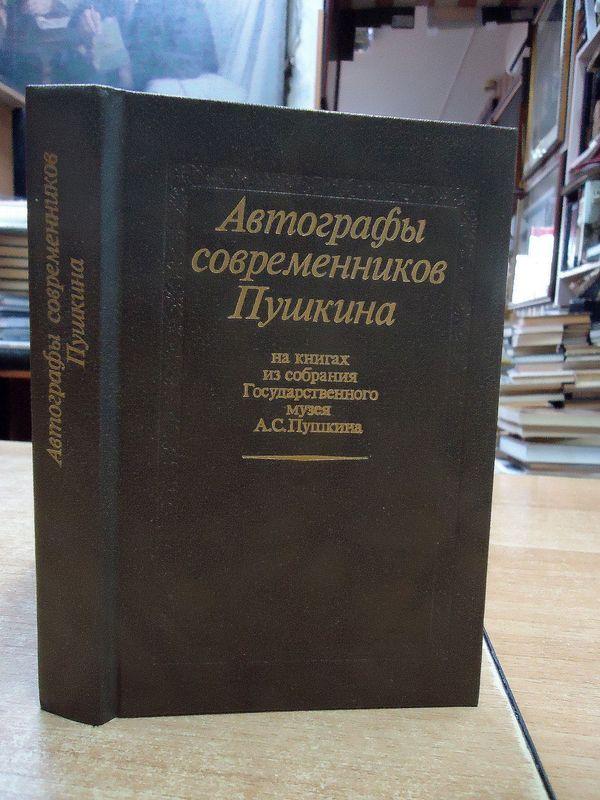 Автографы современников
Пушкина
Автографы
современников
Пушкина
на книгах
из собрания
Государственного
музея
А.С.Пушкина